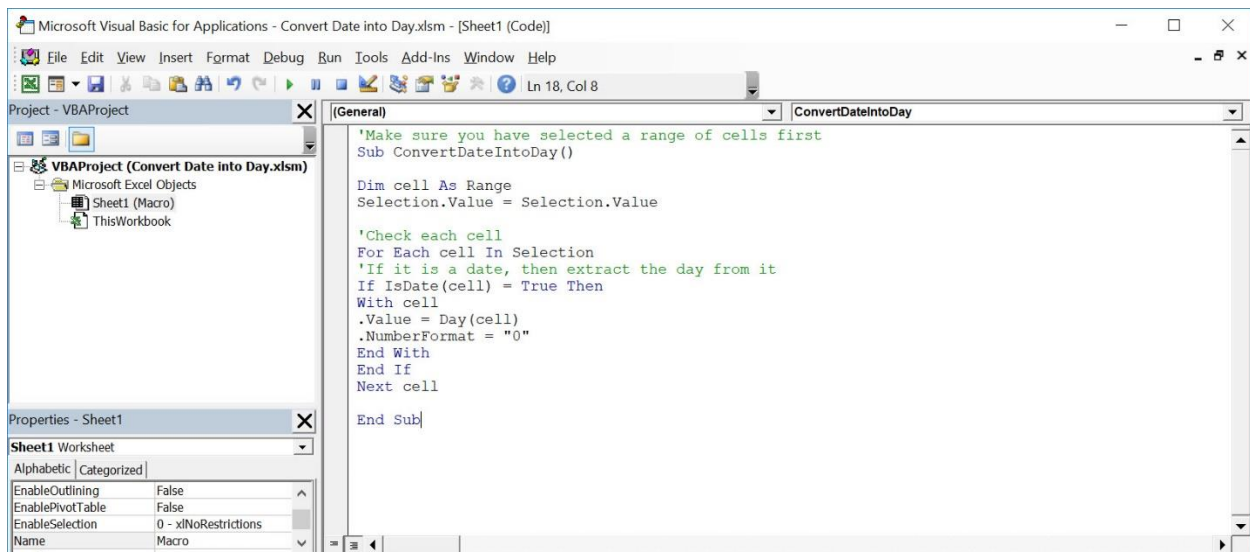 Microsoft Visual Basic for Applications - Convert Date into Day.xlsm - [Sheet1 (Code)]
File Edit View Insert Format Debug Run Tools Add-Ins Window Help
Ln 18, Col 8
Project - VBAProject
VBAProject (Convert Date into Day.xlsm)
Microsoft Excel Objects
Sheet1 (Macro)
ThisWorkbook
Properties - Sheet1
Sheet1 Worksheet
Alphabetic Categorized
EnableOutlining False
EnablePivotTable False
EnableSelection 0 - xlNoRestrictions
Name Macro
(General) ConvertDateIntoDay
'Make sure you have selected a range of cells first
Sub ConvertDateIntoDay()
Dim cell As Range
Selection.Value = Selection.Value
'Check each cell
For Each cell In Selection
'If it is a date, then extract the day from it
If IsDate(cell) = True Then
With cell
.Value = Day(cell)
.NumberFormat = "0"
End With
End If
Next cell
End Sub